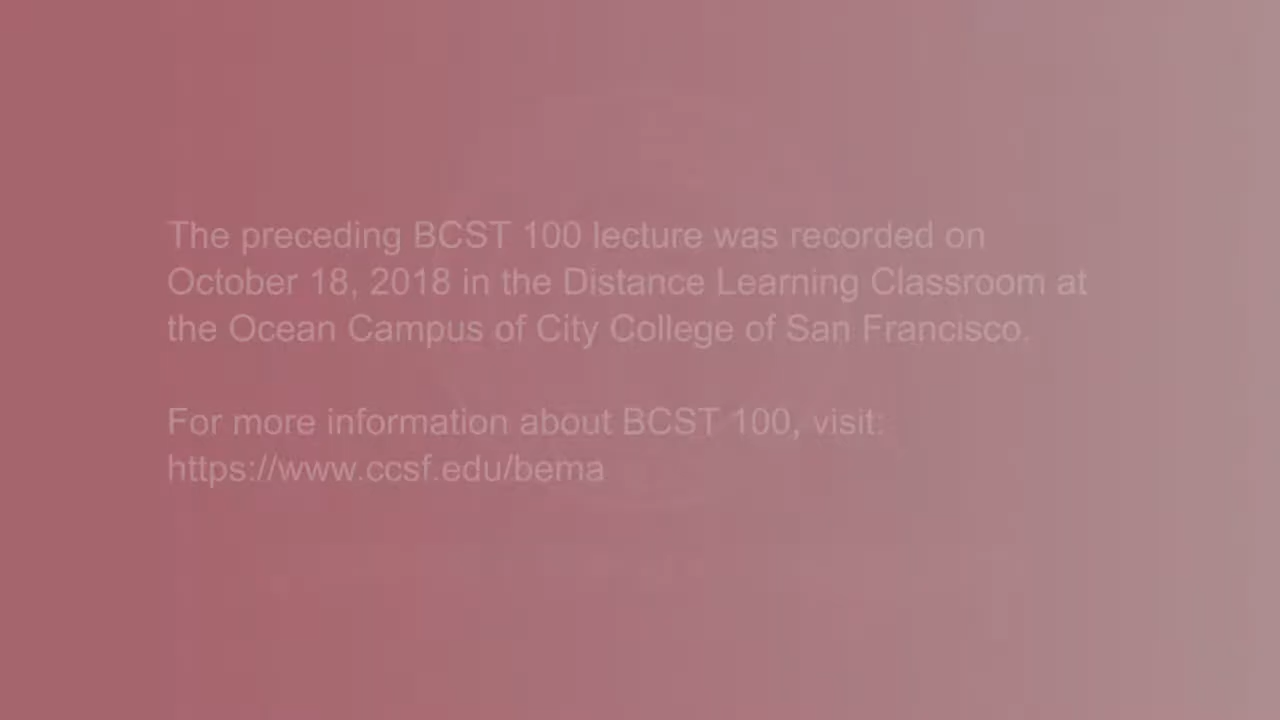 The preceding BCST 100 lecture was recorded on
October 18, 2018 in the Distance Learning Classroom at
the Ocean Campus of City College of San Francisco.
For more information about BCST 100, visit:
https://www.ccsf.edu/bema